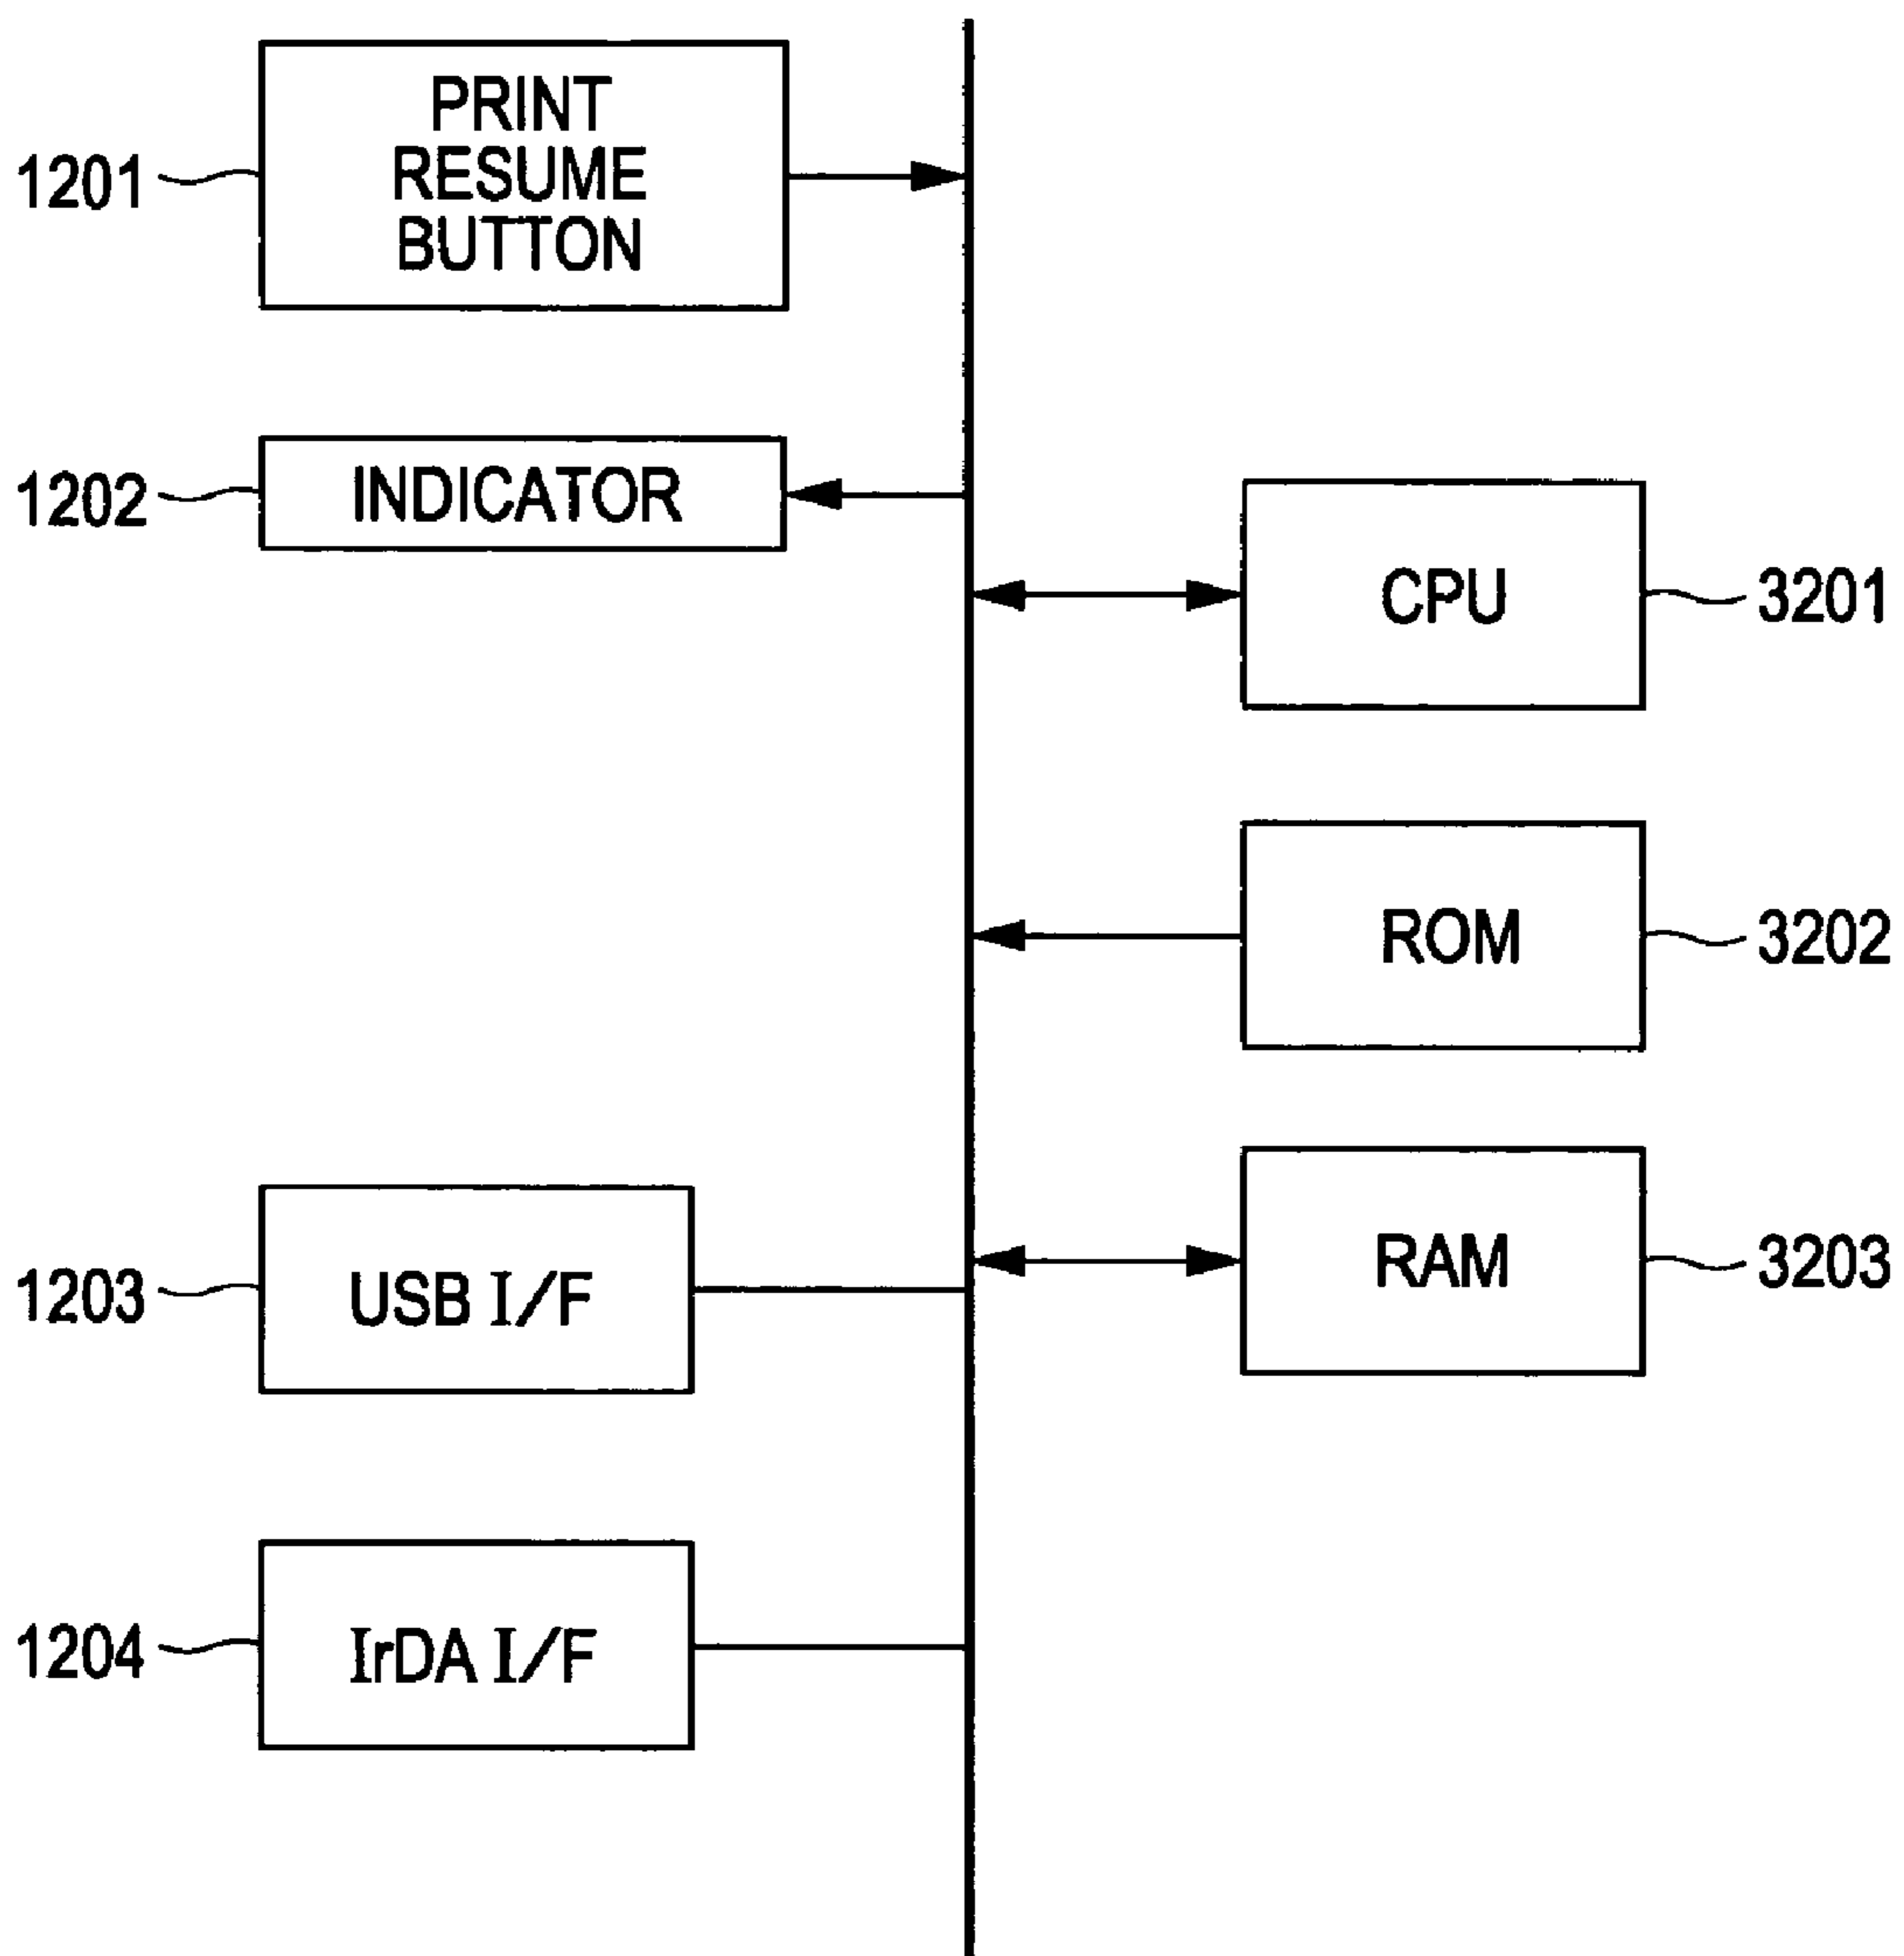 1201
PRINT
RESUME
BUTTON
1202
INDICATOR
CPU
3201
ROM
3202
RAM
3203
1203
USB I/F
1204
IrDA I/F